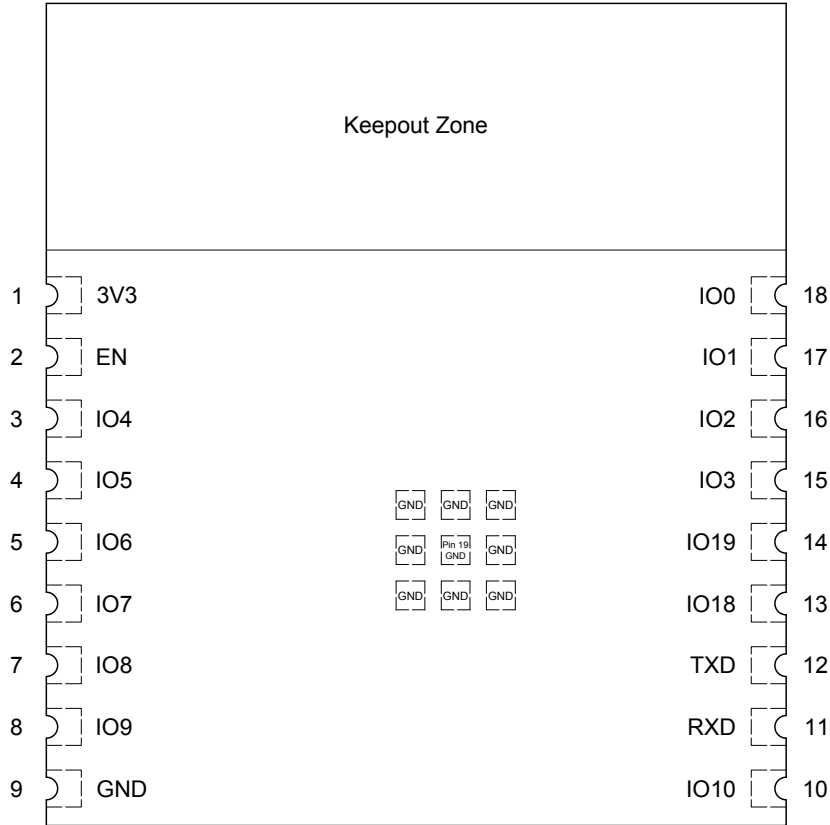 Keepout Zone
1 3V3 IO0 18
2 EN IO1 17
3 IO4 IO2 16
4 IO5 IO3 15
GND GND GND
5 IO6 IO19 14
GND Pin 19 GND GND
6 IO7 IO18 13
GND GND GND
7 IO8 TXD 12
8 IO9 RXD 11
9 GND IO10 10